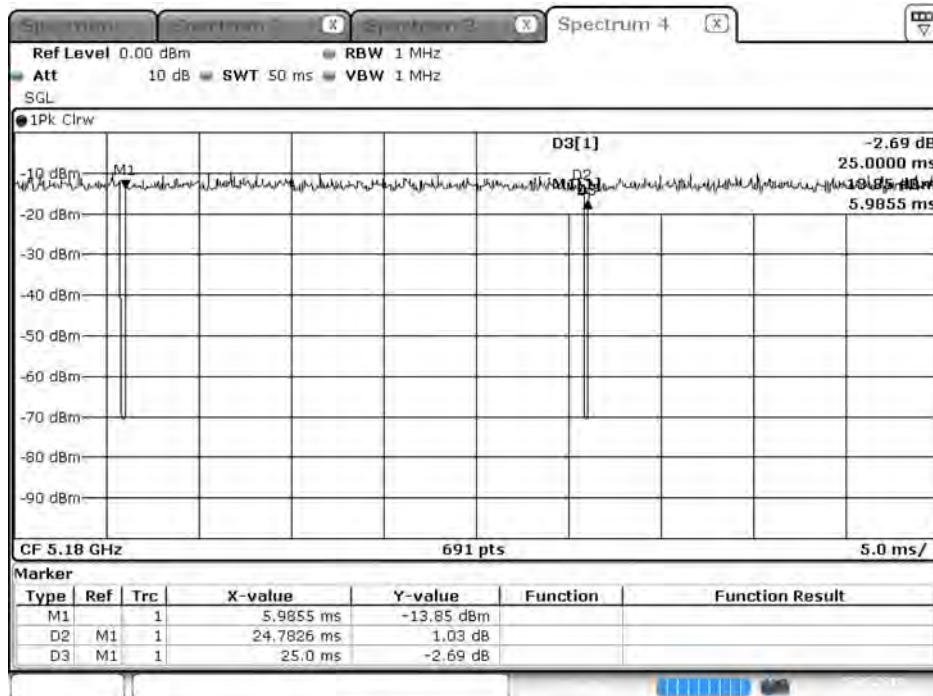 Spectrum 4
Ref Level 0.00 dBm RBW 1 MHz
Att 10 dB SWT 50 ms VBW 1 MHz
SGL
1Pk Clrw
D3[1] -2.69 dB
25.0000 ms
-10 dBm M1 D2
5.9855 ms
-20 dBm
-30 dBm
-40 dBm
-50 dBm
-60 dBm
-70 dBm
-80 dBm
-90 dBm
CF 5.18 GHz 691 pts 5.0 ms/
Marker
Type Ref Trc X-value Y-value Function Function Result
M1 1 5.9855 ms -13.85 dBm
D2 M1 1 24.7826 ms 1.03 dB
D3 M1 1 25.0 ms -2.69 dB